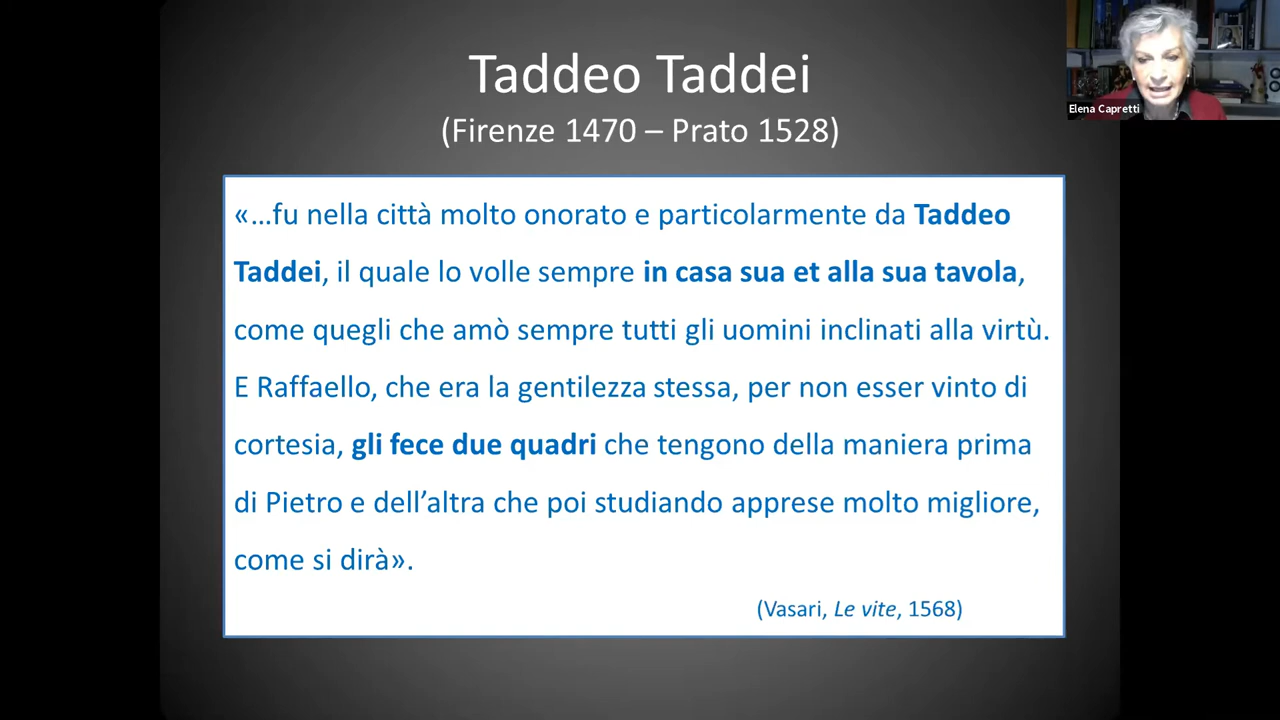 Taddeo Taddei
(Firenze 1470 – Prato 1528)
Elena Capretti
«…fu nella città molto onorato e particolarmente da Taddeo
Taddei, il quale lo volle sempre in casa sua et alla sua tavola,
come quegli che amò sempre tutti gli uomini inclinati alla virtù.
E Raffaello, che era la gentilezza stessa, per non esser vinto di
cortesia, gli fece due quadri che tengono della maniera prima
di Pietro e dell’altra che poi studiando apprese molto migliore,
come si dirà».
(Vasari, Le vite, 1568)